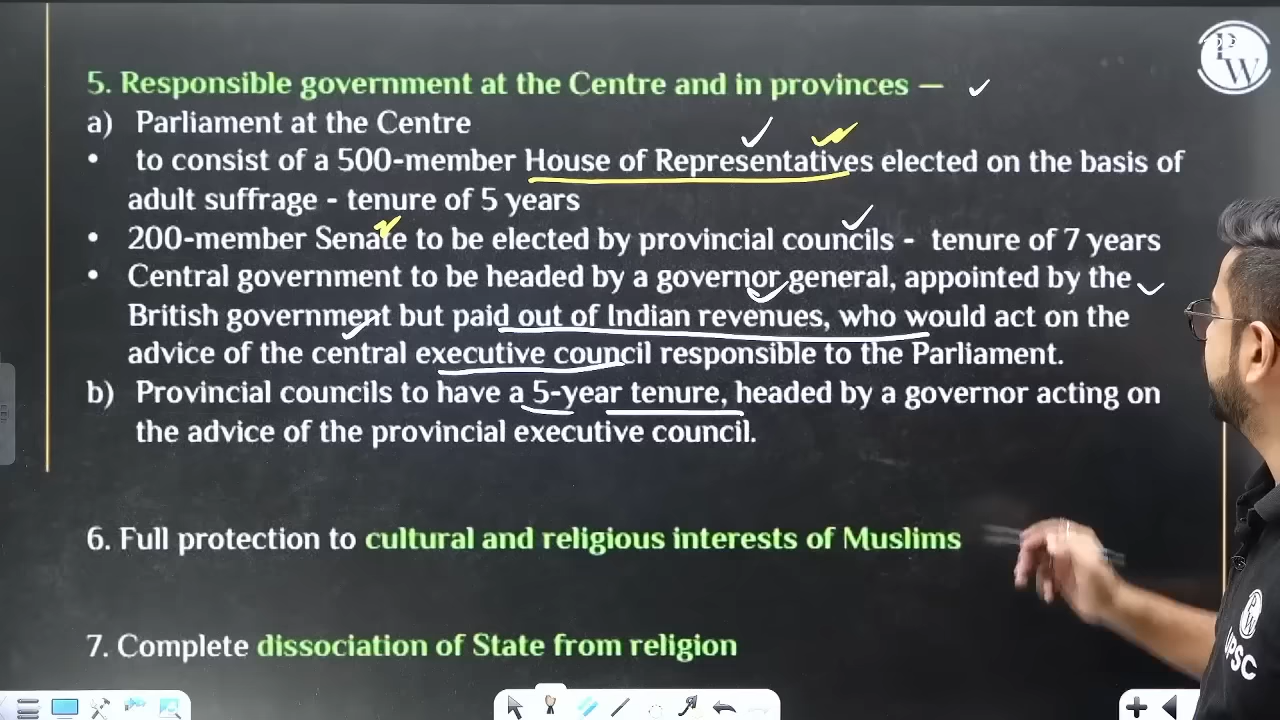 5. Responsible government at the Centre and in provinces —
a) Parliament at the Centre
• to consist of a 500-member House of Representatives elected on the basis of
adult suffrage - tenure of 5 years
• 200-member Senate to be elected by provincial councils - tenure of 7 years
• Central government to be headed by a governor general, appointed by the
British government but paid out of Indian revenues, who would act on the
advice of the central executive council responsible to the Parliament.
b) Provincial councils to have a 5-year tenure, headed by a governor acting on
the advice of the provincial executive council.
6. Full protection to cultural and religious interests of Muslims
7. Complete dissociation of State from religion
PW
PW
UPSC